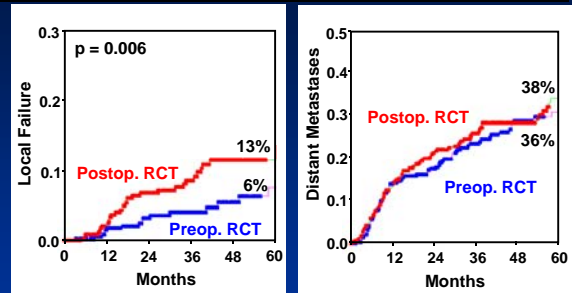 0.3
p = 0.006
0.2
Local Failure
13%
Postop. RCT
0.1
6%
Preop. RCT
0.0
0 12 24 36 48 60
Months
0.5
0.4
38%
Distant Metastases
0.3
Postop. RCT
36%
0.2
Preop. RCT
0.1
0.0
0 12 24 36 48 60
Months